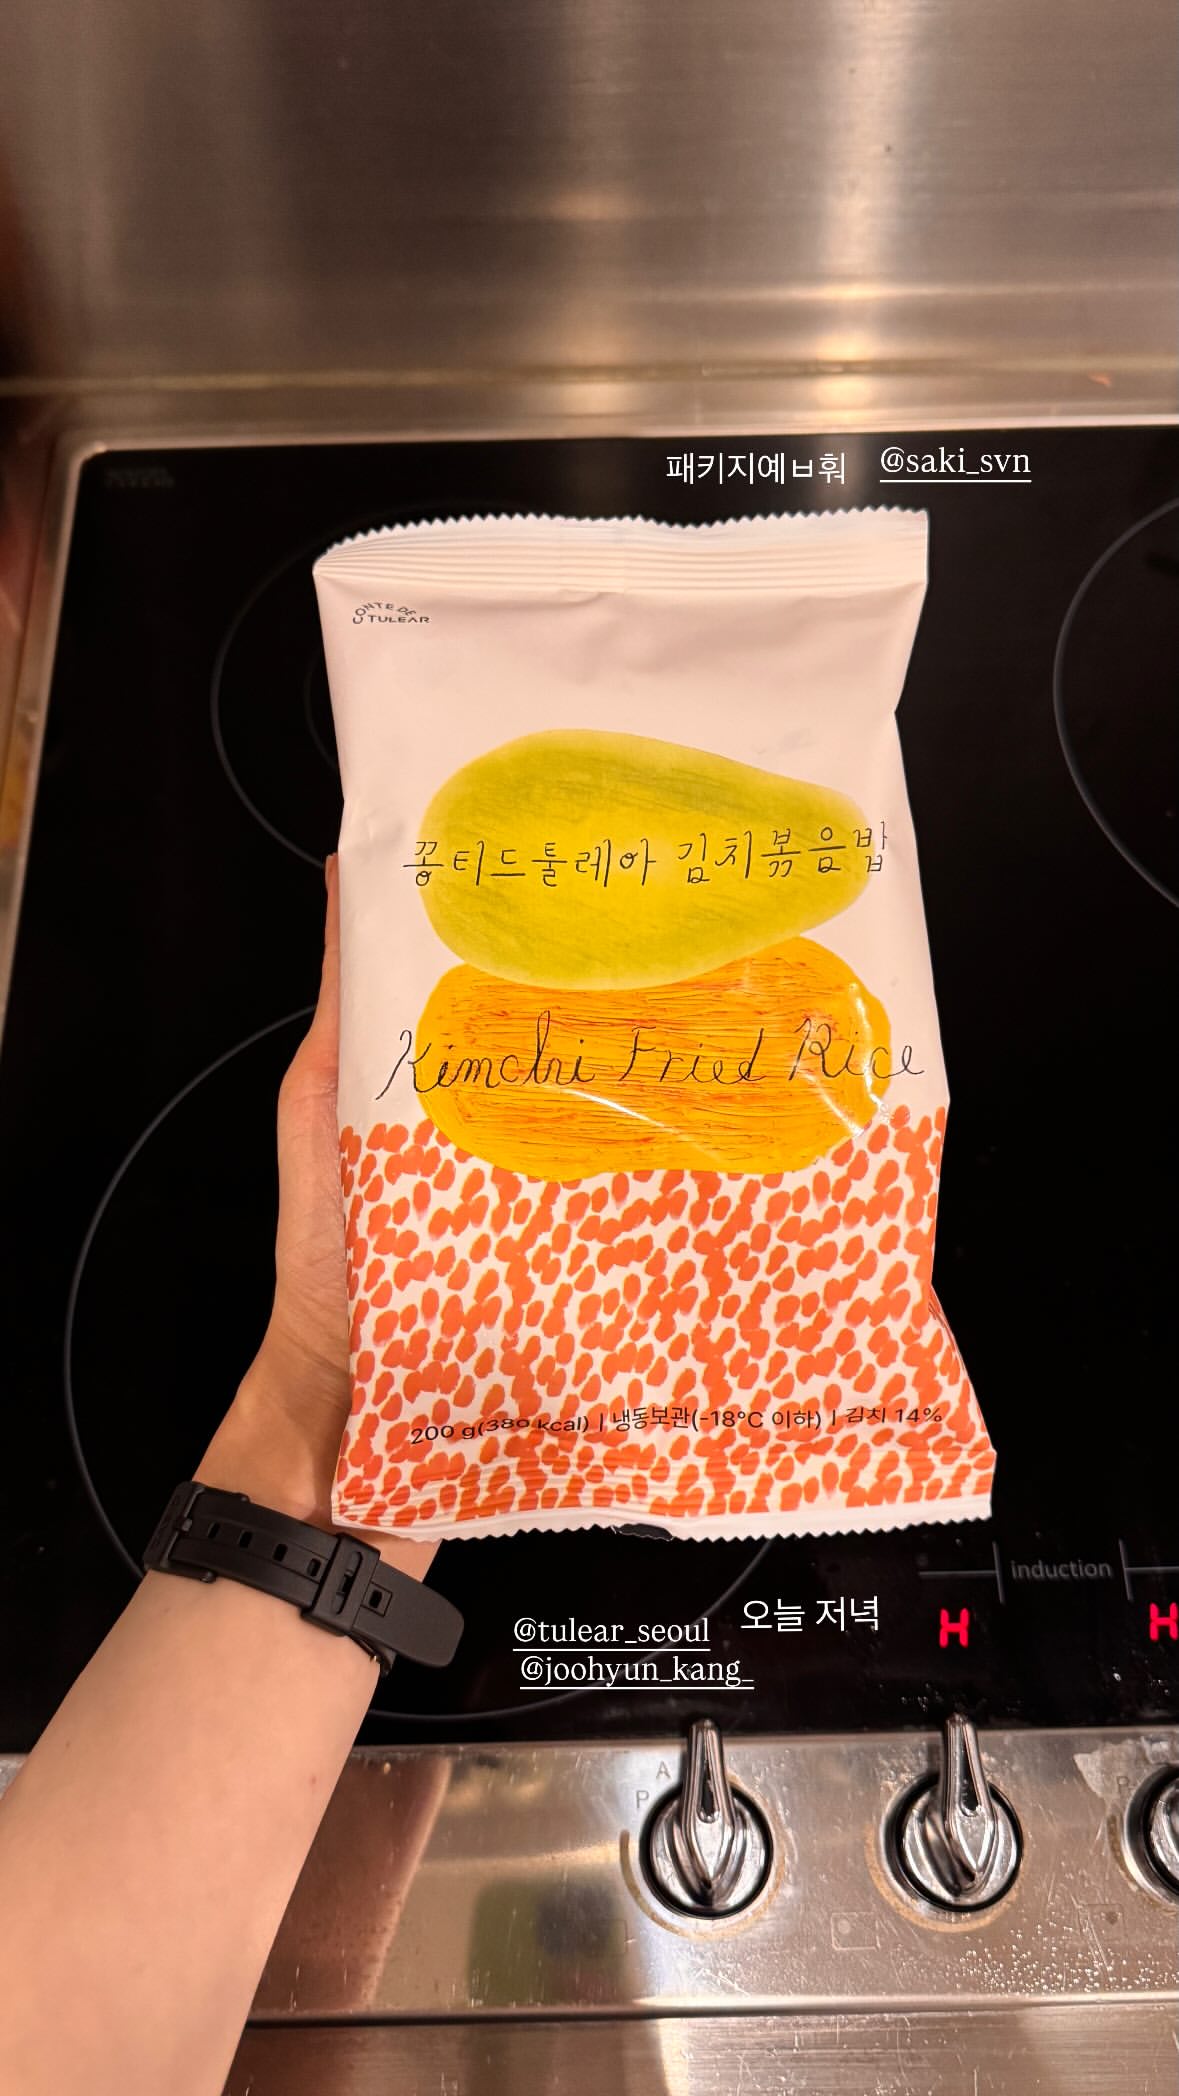 패키지예ㅂ훠 @saki_svn
CONTE DE
TULEAR
꽁티드툴레아 김치볶음밥
Kimchi Fried Rice
200 g(380 kcal) | 냉동보관(-18°C 이하) | 김치 14%
induction
@tulear_seoul 오늘 저녁
H H
@joohyun_kang_
A
P